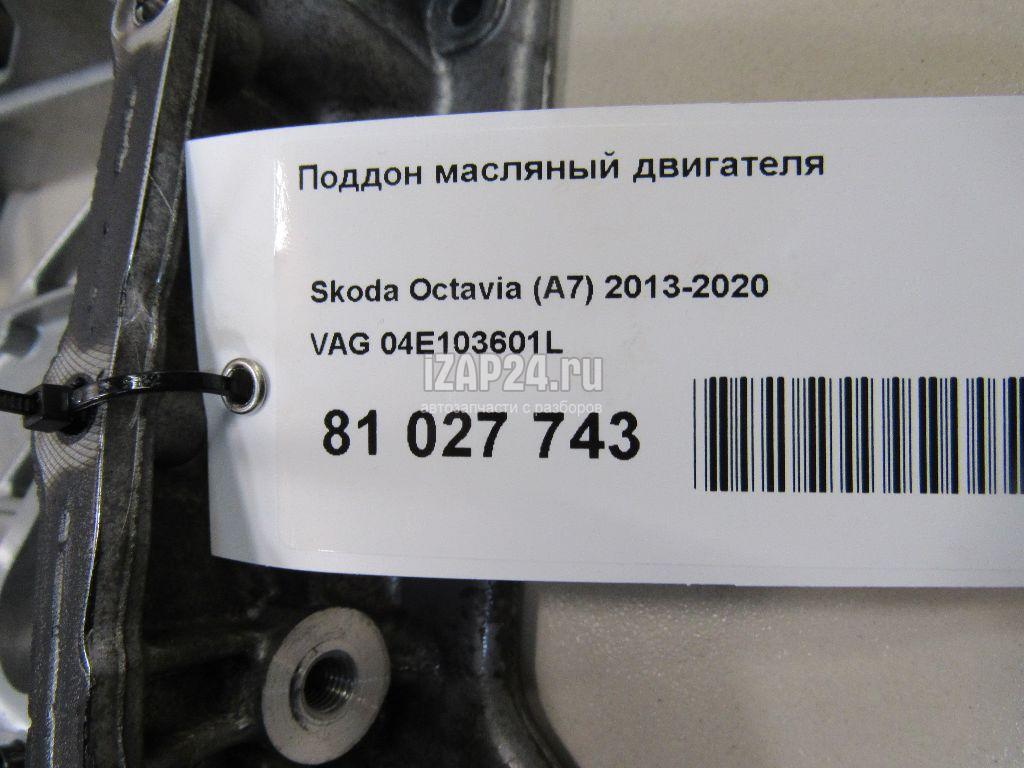 Поддон масляный двигателя
Skoda Octavia (A7) 2013-2020
VAG 04E103601L
iZAP24.ru
автозапчасти с разборов
81 027 743